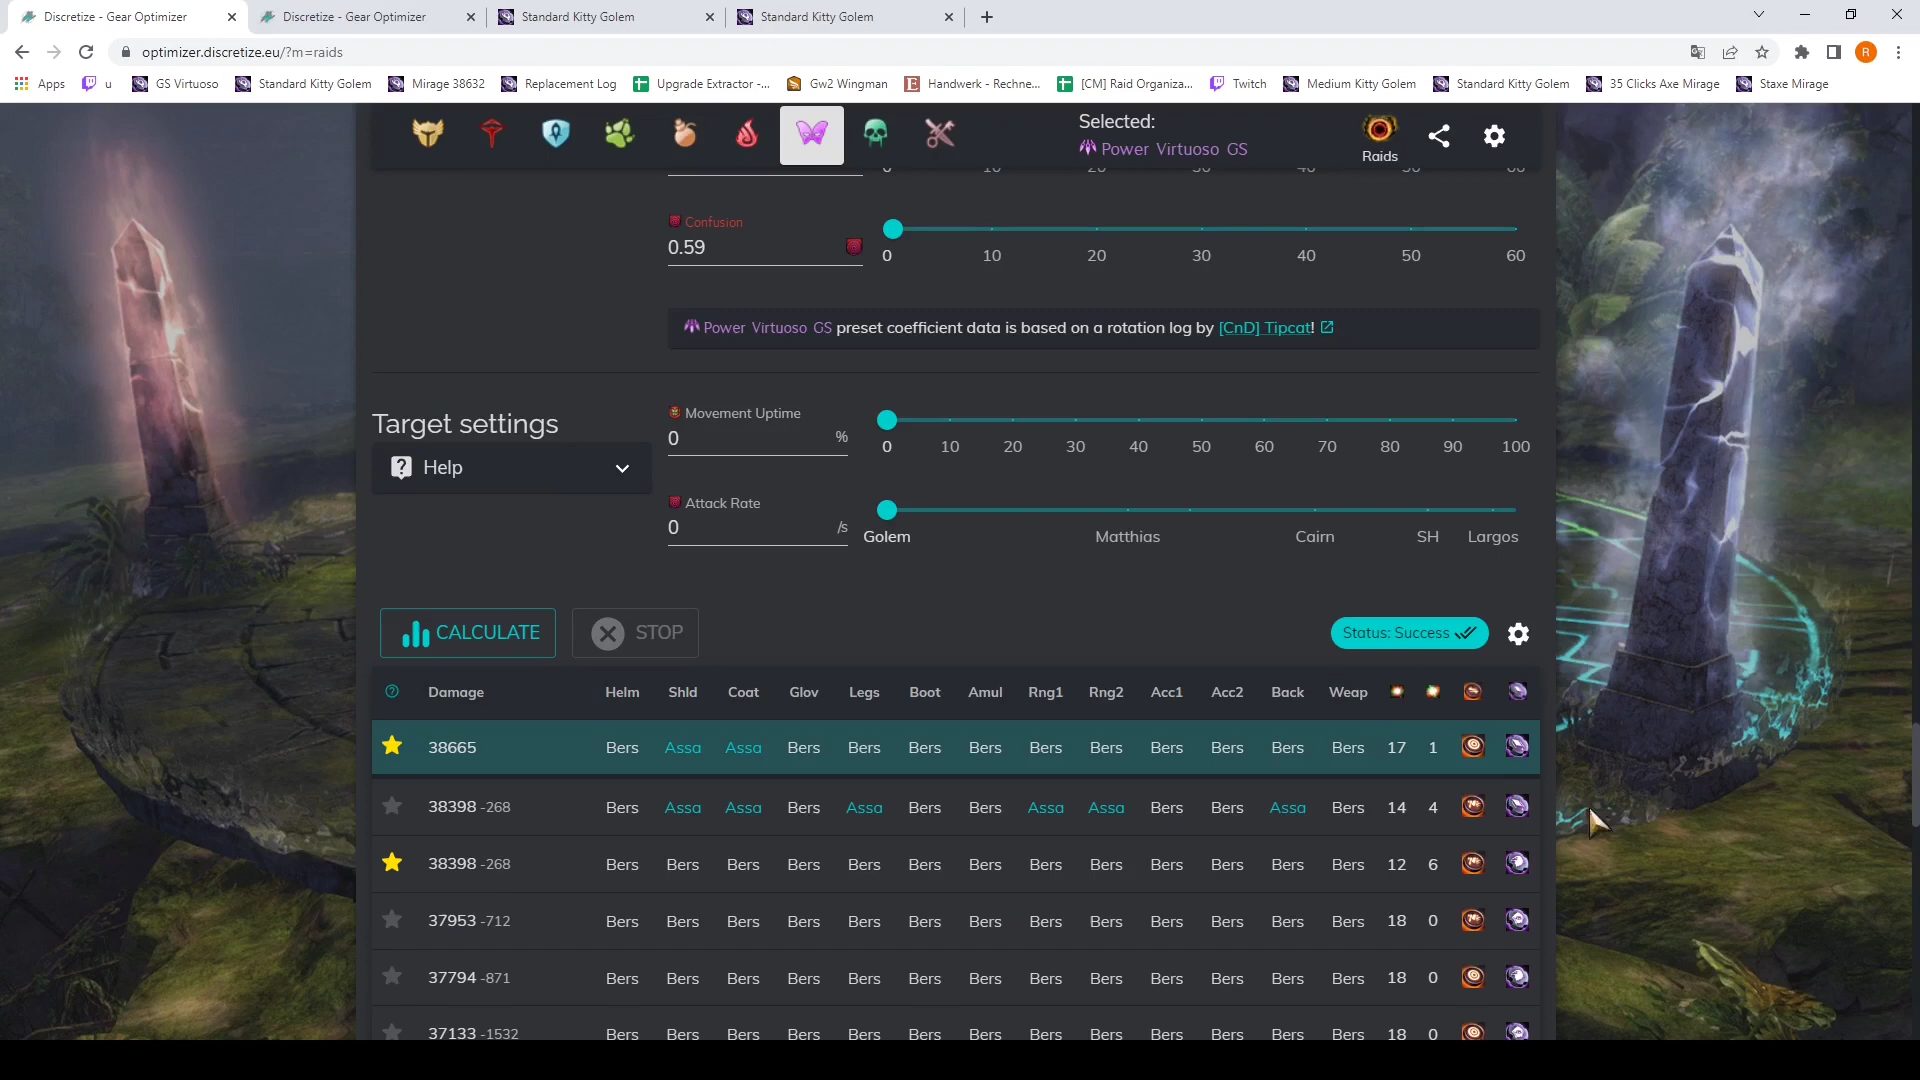 Discretize - Gear Optimizer
Discretize - Gear Optimizer
Standard Kitty Golem
Standard Kitty Golem
optimizer.discretize.eu/?m=raids
R
Apps
u
GS Virtuoso
Standard Kitty Golem
Mirage 38632
Replacement Log
Upgrade Extractor -...
Gw2 Wingman
Handwerk - Rechne...
[CM] Raid Organiza...
Twitch
Medium Kitty Golem
Standard Kitty Golem
35 Clicks Axe Mirage
Staxe Mirage
Selected:
Power Virtuoso GS
Raids
0 10 20 30 40 50 60
Confusion
0.59
0 10 20 30 40 50 60
Power Virtuoso GS preset coefficient data is based on a rotation log by [CnD] Tipcat!
Target settings
Help
Movement Uptime
0 %
0 10 20 30 40 50 60 70 80 90 100
Attack Rate
0 /s
Golem Matthias Cairn SH Largos
CALCULATE
STOP
Status: Success
Damage Helm Shld Coat Glov Legs Boot Amul Rng1 Rng2 Acc1 Acc2 Back Weap
38665 Bers Assa Assa Bers Bers Bers Bers Bers Bers Bers Bers Bers Bers 17 1
38398 -268 Bers Assa Assa Bers Assa Bers Bers Assa Assa Bers Bers Assa Bers 14 4
38398 -268 Bers Bers Bers Bers Bers Bers Bers Bers Bers Bers Bers Bers Bers 12 6
37953 -712 Bers Bers Bers Bers Bers Bers Bers Bers Bers Bers Bers Bers Bers 18 0
37794 -871 Bers Bers Bers Bers Bers Bers Bers Bers Bers Bers Bers Bers Bers 18 0
37133 -1532 Bers Bers Bers Bers Bers Bers Bers Bers Bers Bers Bers Bers Bers 18 0